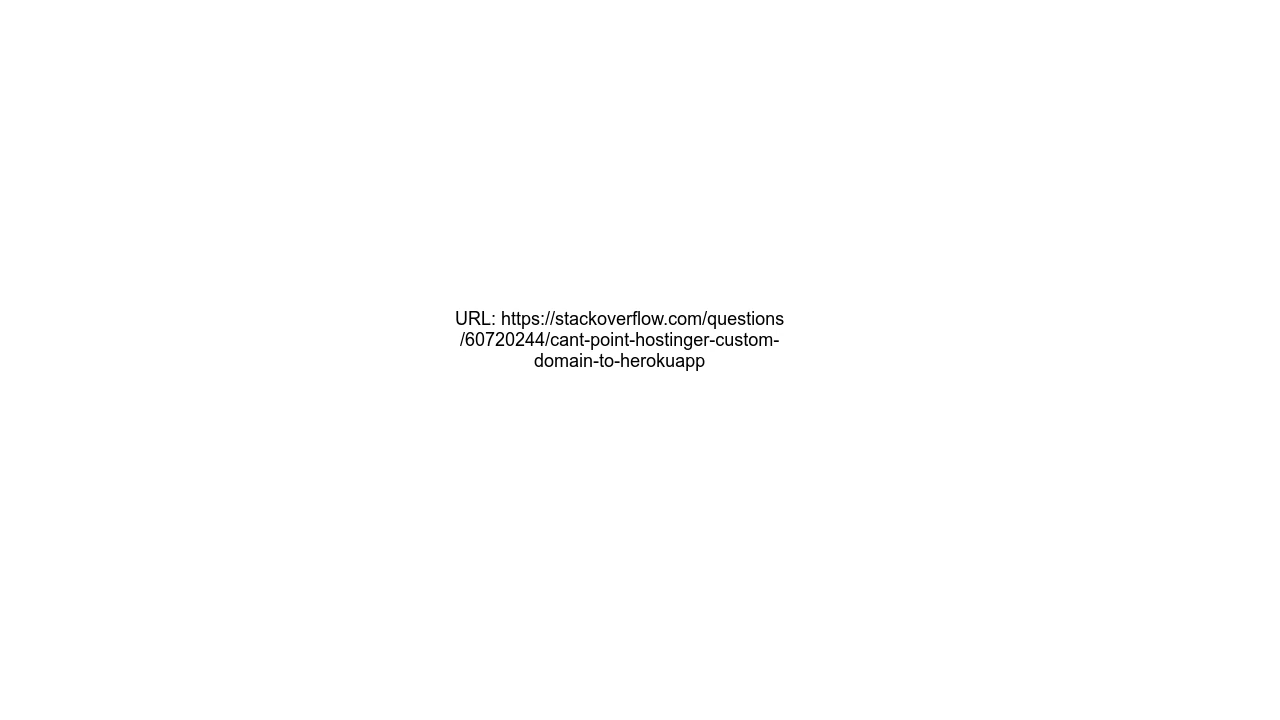 URL: https://stackoverflow.com/questions
/60720244/cant-point-hostinger-custom-
domain-to-herokuapp